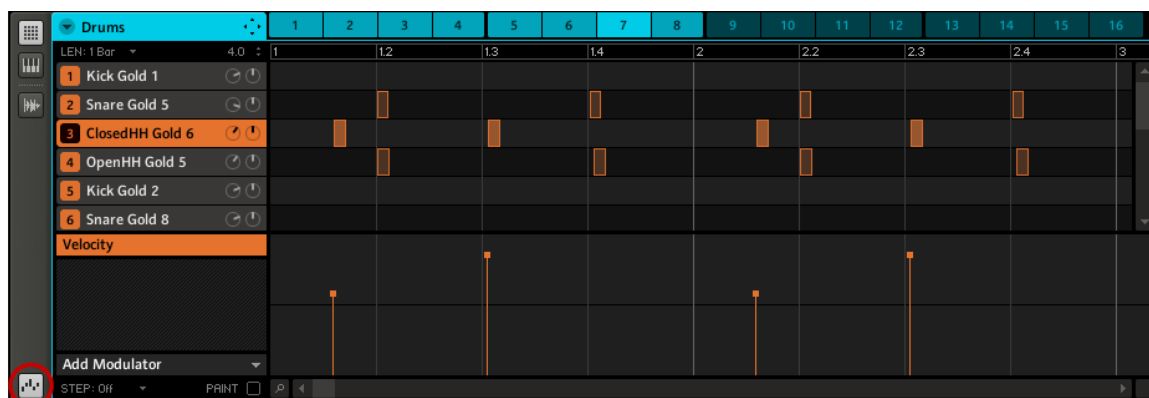 Drums 1 2 3 4 5 6 7 8 9 10 11 12 13 14 15 16
LEN: 1 Bar 4.0 1 1.2 1.3 1.4 2 2.2 2.3 2.4 3
1 Kick Gold 1
2 Snare Gold 5
3 ClosedHH Gold 6
4 OpenHH Gold 5
5 Kick Gold 2
6 Snare Gold 8
Velocity
Add Modulator
STEP: Off PAINT